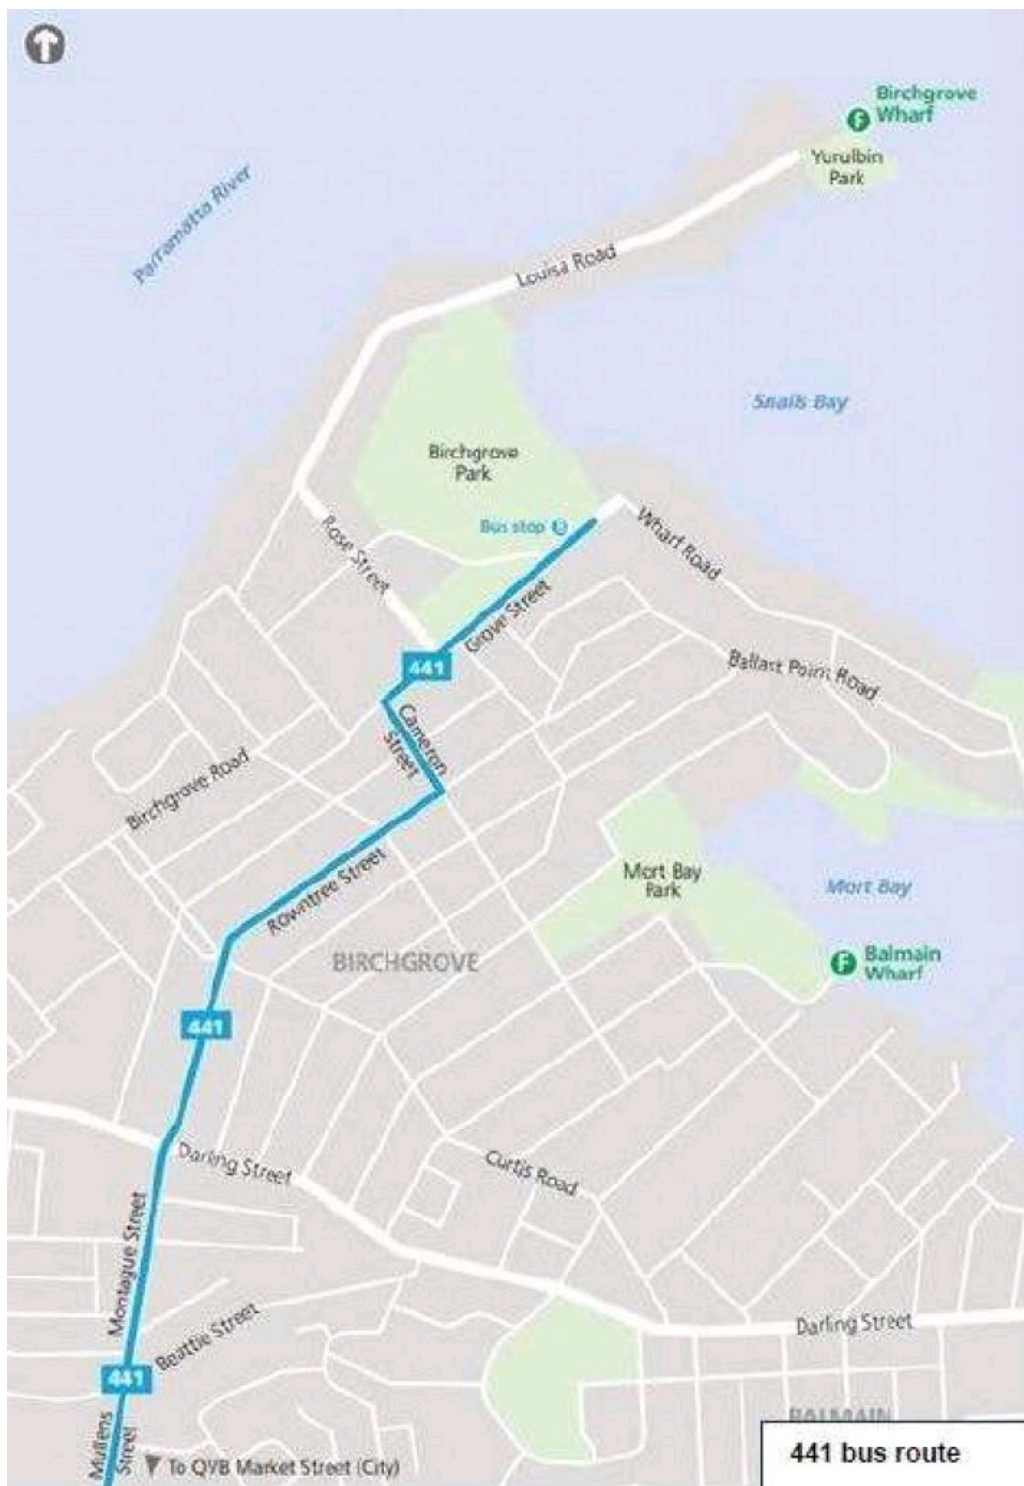 Birchgrove
Wharf
F
Yurulbin
Park
Parramatta River
Louisa Road
Snails Bay
Birchgrove
Park
Bus stop
Wharf Road
Rose Street
Grove Street
441
Ballast Point Road
Cameron
Street
Birchgrove Road
Rowntree Street
Mort Bay
Park
Mort Bay
BIRCHGROVE
F
Balmain
Wharf
441
Darling Street
Curtis Road
Montague Street
Beattie Street
Darling Street
441
BALMAIN
Mullens
Street
To QVB Market Street (City)
441 bus route